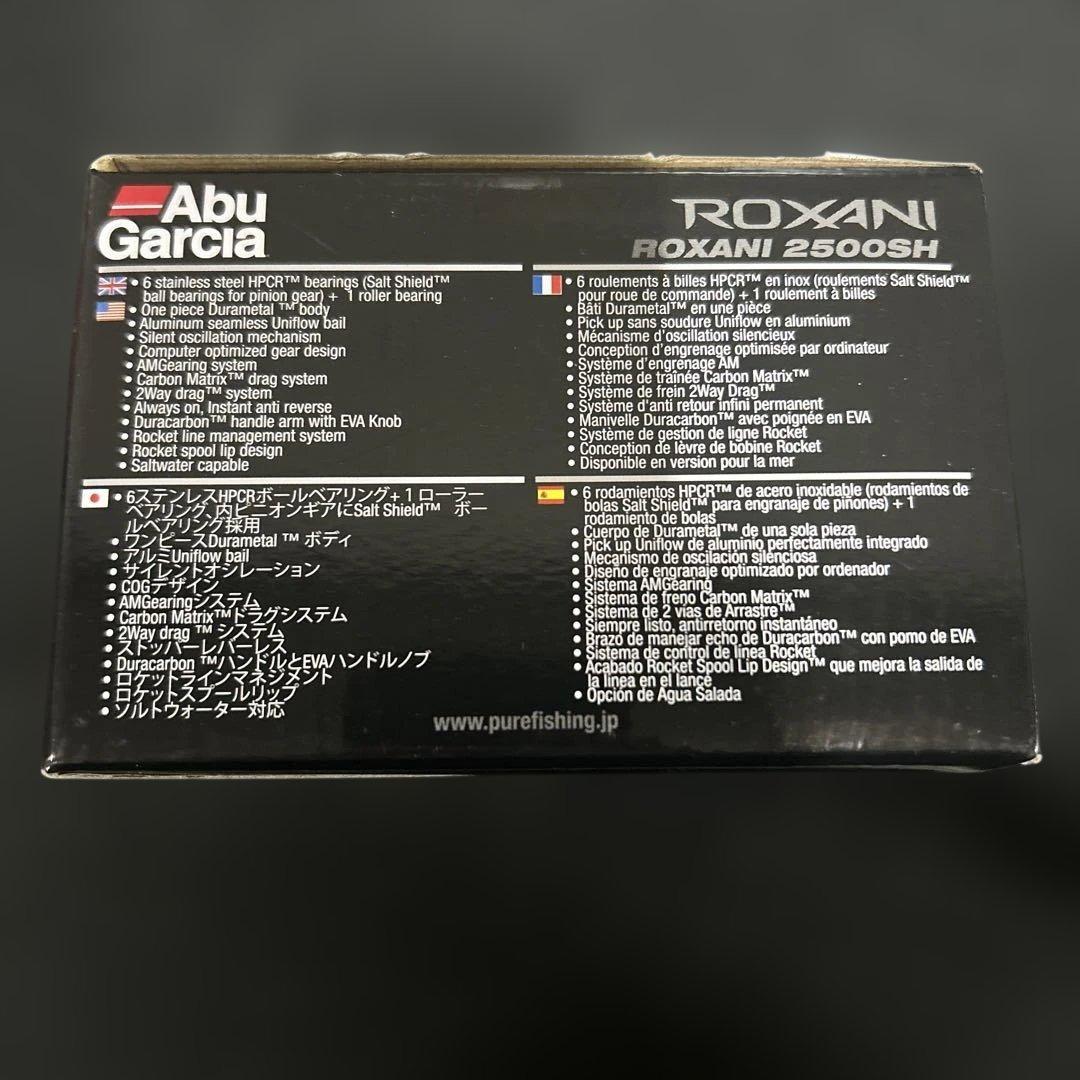 Abu
Garcia
ROXANI
ROXANI 2500SH
• 6 stainless steel HPCR™ bearings (Salt Shield™
ball bearings for pinion gear) + 1 roller bearing
• One piece Durametal ™ body
• Aluminum seamless Uniflow bail
• Silent oscillation mechanism
• Computer optimized gear design
• AMGearing system
• Carbon Matrix™ drag system
• 2Way drag™ system
• Always on, Instant anti reverse
• Duracarbon™ handle arm with EVA Knob
• Rocket line management system
• Rocket spool lip design
• Saltwater capable
• 6 roulements à billes HPCR™ en inox (roulements Salt Shield™
pour roue de commande) + 1 roulement à billes
• Bâti Durametal™ en une pièce
• Pick up sans soudure Uniflow en aluminium
• Mécanisme d'oscillation silencieux
• Conception d'engrenage optimisée par ordinateur
• Système d'engrenage AM
• Système de traînée Carbon Matrix™
• Système de frein 2Way Drag™
• Système d'anti retour infini permanent
• Manivelle Duracarbon™ avec poignée en EVA
• Système de gestion de ligne Rocket
• Conception de lèvre de bobine Rocket
• Disponible en version pour la mer
• 6ステンレスHPCRボールベアリング+ 1 ローラー
ベアリング、内ピニオンギアにSalt Shield™ ボー
ルベアリング採用
• ワンピースDurametal ™ ボディ
• アルミUniflow bail
• サイレントオシレーション
• COGデザイン
• AMGearingシステム
• Carbon Matrix™ドラグシステム
• 2Way drag ™ システム
• ストッパーレバーレス
• Duracarbon ™ハンドルとEVAハンドルノブ
• ロケットラインマネジメント
• ロケットスプールリップ
• ソルトウォーター対応
• 6 rodamientos HPCR™ de acero inoxidable (rodamientos de
bolas Salt Shield™ para engranaje de piñones) + 1
rodamiento de bolas
• Cuerpo de Durametal™ de una sola pieza
• Pick up Uniflow de aluminio perfectamente integrado
• Mecanismo de oscilación silenciosa
• Diseño de engranaje optimizado por ordenador
• Sistema AMGearing
• Sistema de freno Carbon Matrix™
• Sistema de 2 vias de Arrastre™
• Siempre listo, antirretorno instantáneo
• Brazo de manejar echo de Duracarbon™ con pomo de EVA
• Sistema de control de linea Rocket
• Acabado Rocket Spool Lip Design™ que mejora la salida de
la línea en el lance
• Opción de Agua Salada
www.purefishing.jp